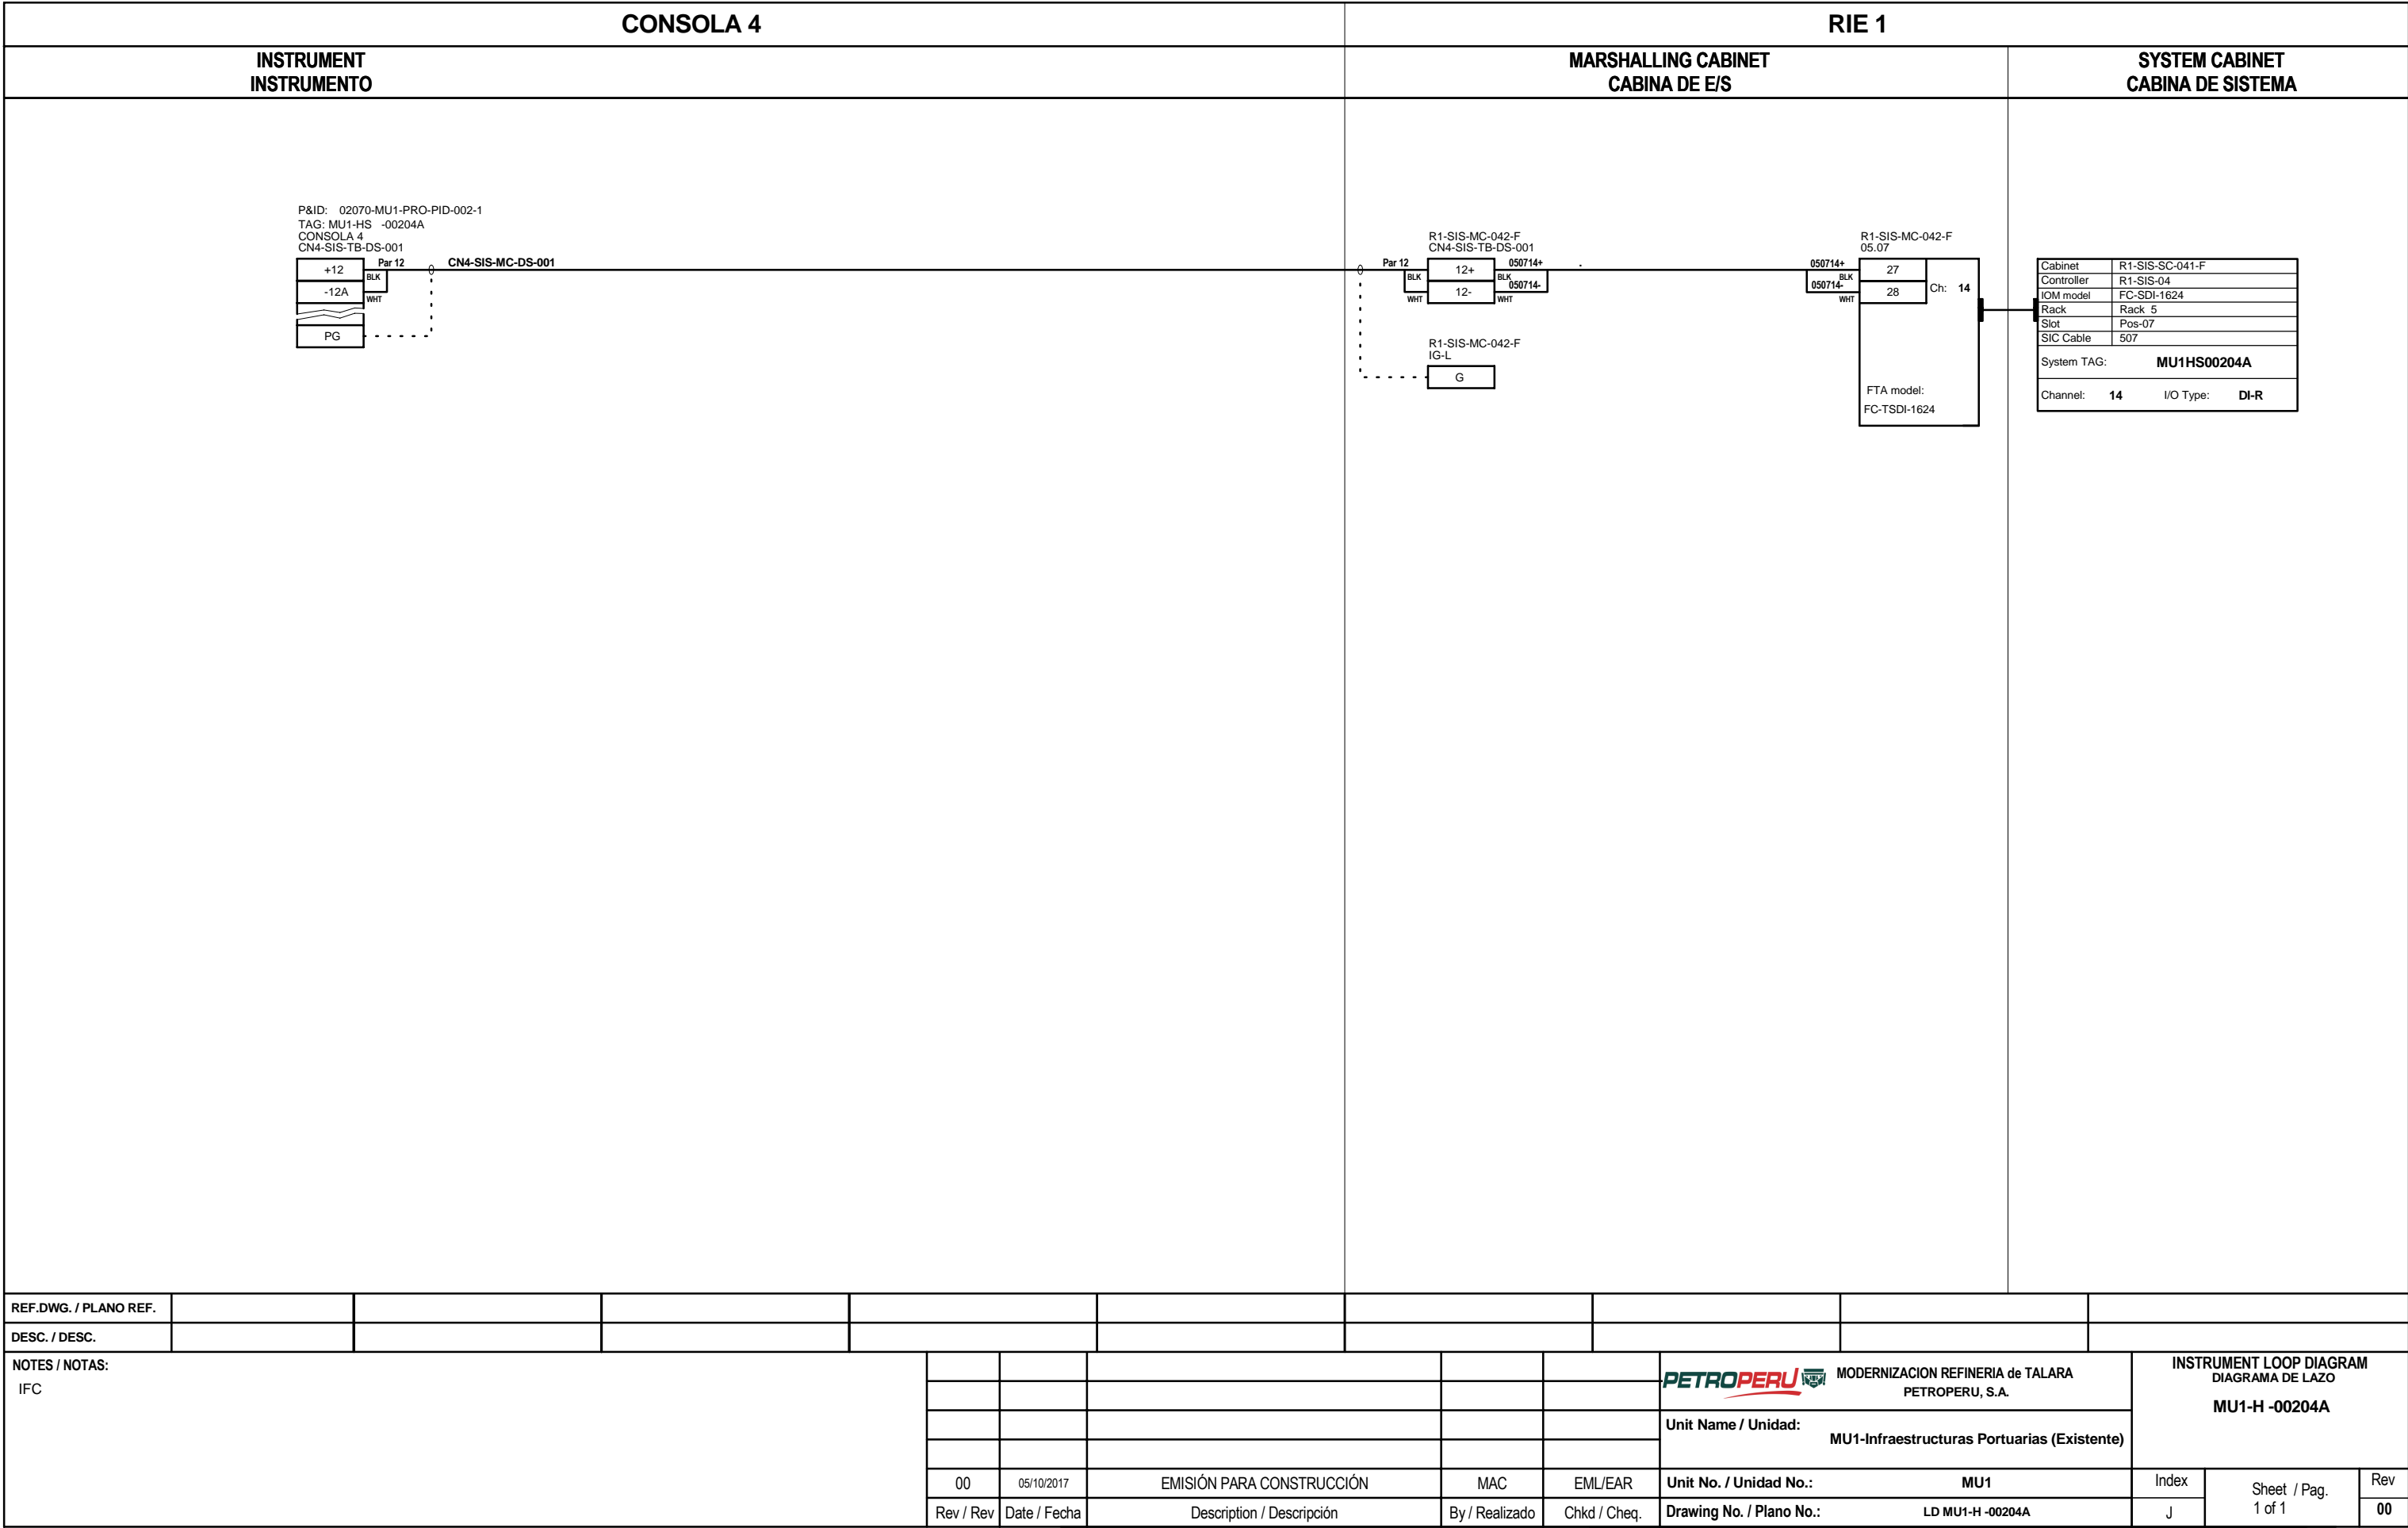 CONSOLA 4
RIE 1
INSTRUMENT
INSTRUMENTO
MARSHALLING CABINET
CABINA DE E/S
SYSTEM CABINET
CABINA DE SISTEMA
P&ID: 02070-MU1-PRO-PID-002-1
TAG: MU1-HS -00204A
CONSOLA 4
CN4-SIS-TB-DS-001
+12
-12A
PG
Par 12
BLK
WHT
CN4-SIS-MC-DS-001
Par 12
BLK
WHT
R1-SIS-MC-042-F
CN4-SIS-TB-DS-001
12+
12-
050714+
BLK
050714-
WHT
-
R1-SIS-MC-042-F
IG-L
G
050714+
BLK
050714-
WHT
R1-SIS-MC-042-F
05.07
27
28
Ch: 14
FTA model:
FC-TSDI-1624
Cabinet R1-SIS-SC-041-F
Controller R1-SIS-04
IOM model FC-SDI-1624
Rack Rack 5
Slot Pos-07
SIC Cable 507
System TAG: MU1HS00204A
Channel: 14 I/O Type: DI-R
REF.DWG. / PLANO REF.
DESC. / DESC.
NOTES / NOTAS:
IFC
00 05/10/2017 EMISIÓN PARA CONSTRUCCIÓN MAC EML/EAR
Rev / Rev Date / Fecha Description / Descripción By / Realizado Chkd / Cheq.
PETROPERU
MODERNIZACION REFINERIA de TALARA
PETROPERU, S.A.
Unit Name / Unidad:
MU1-Infraestructuras Portuarias (Existente)
Unit No. / Unidad No.: MU1
Drawing No. / Plano No.: LD MU1-H -00204A
INSTRUMENT LOOP DIAGRAM
DIAGRAMA DE LAZO
MU1-H -00204A
Index
J
Sheet / Pag.
1 of 1
Rev
00